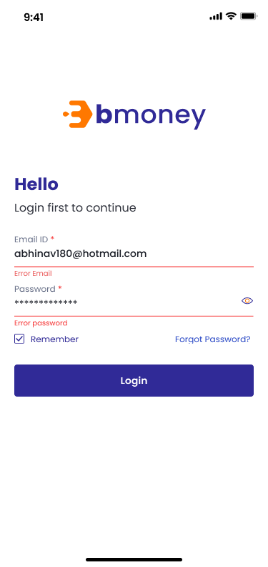 9:41
bmoney
Hello
Login first to continue
Email ID *
abhinav180@hotmail.com
Error Email
Password *
*************
Error password
Remember
Forgot Password?
Login